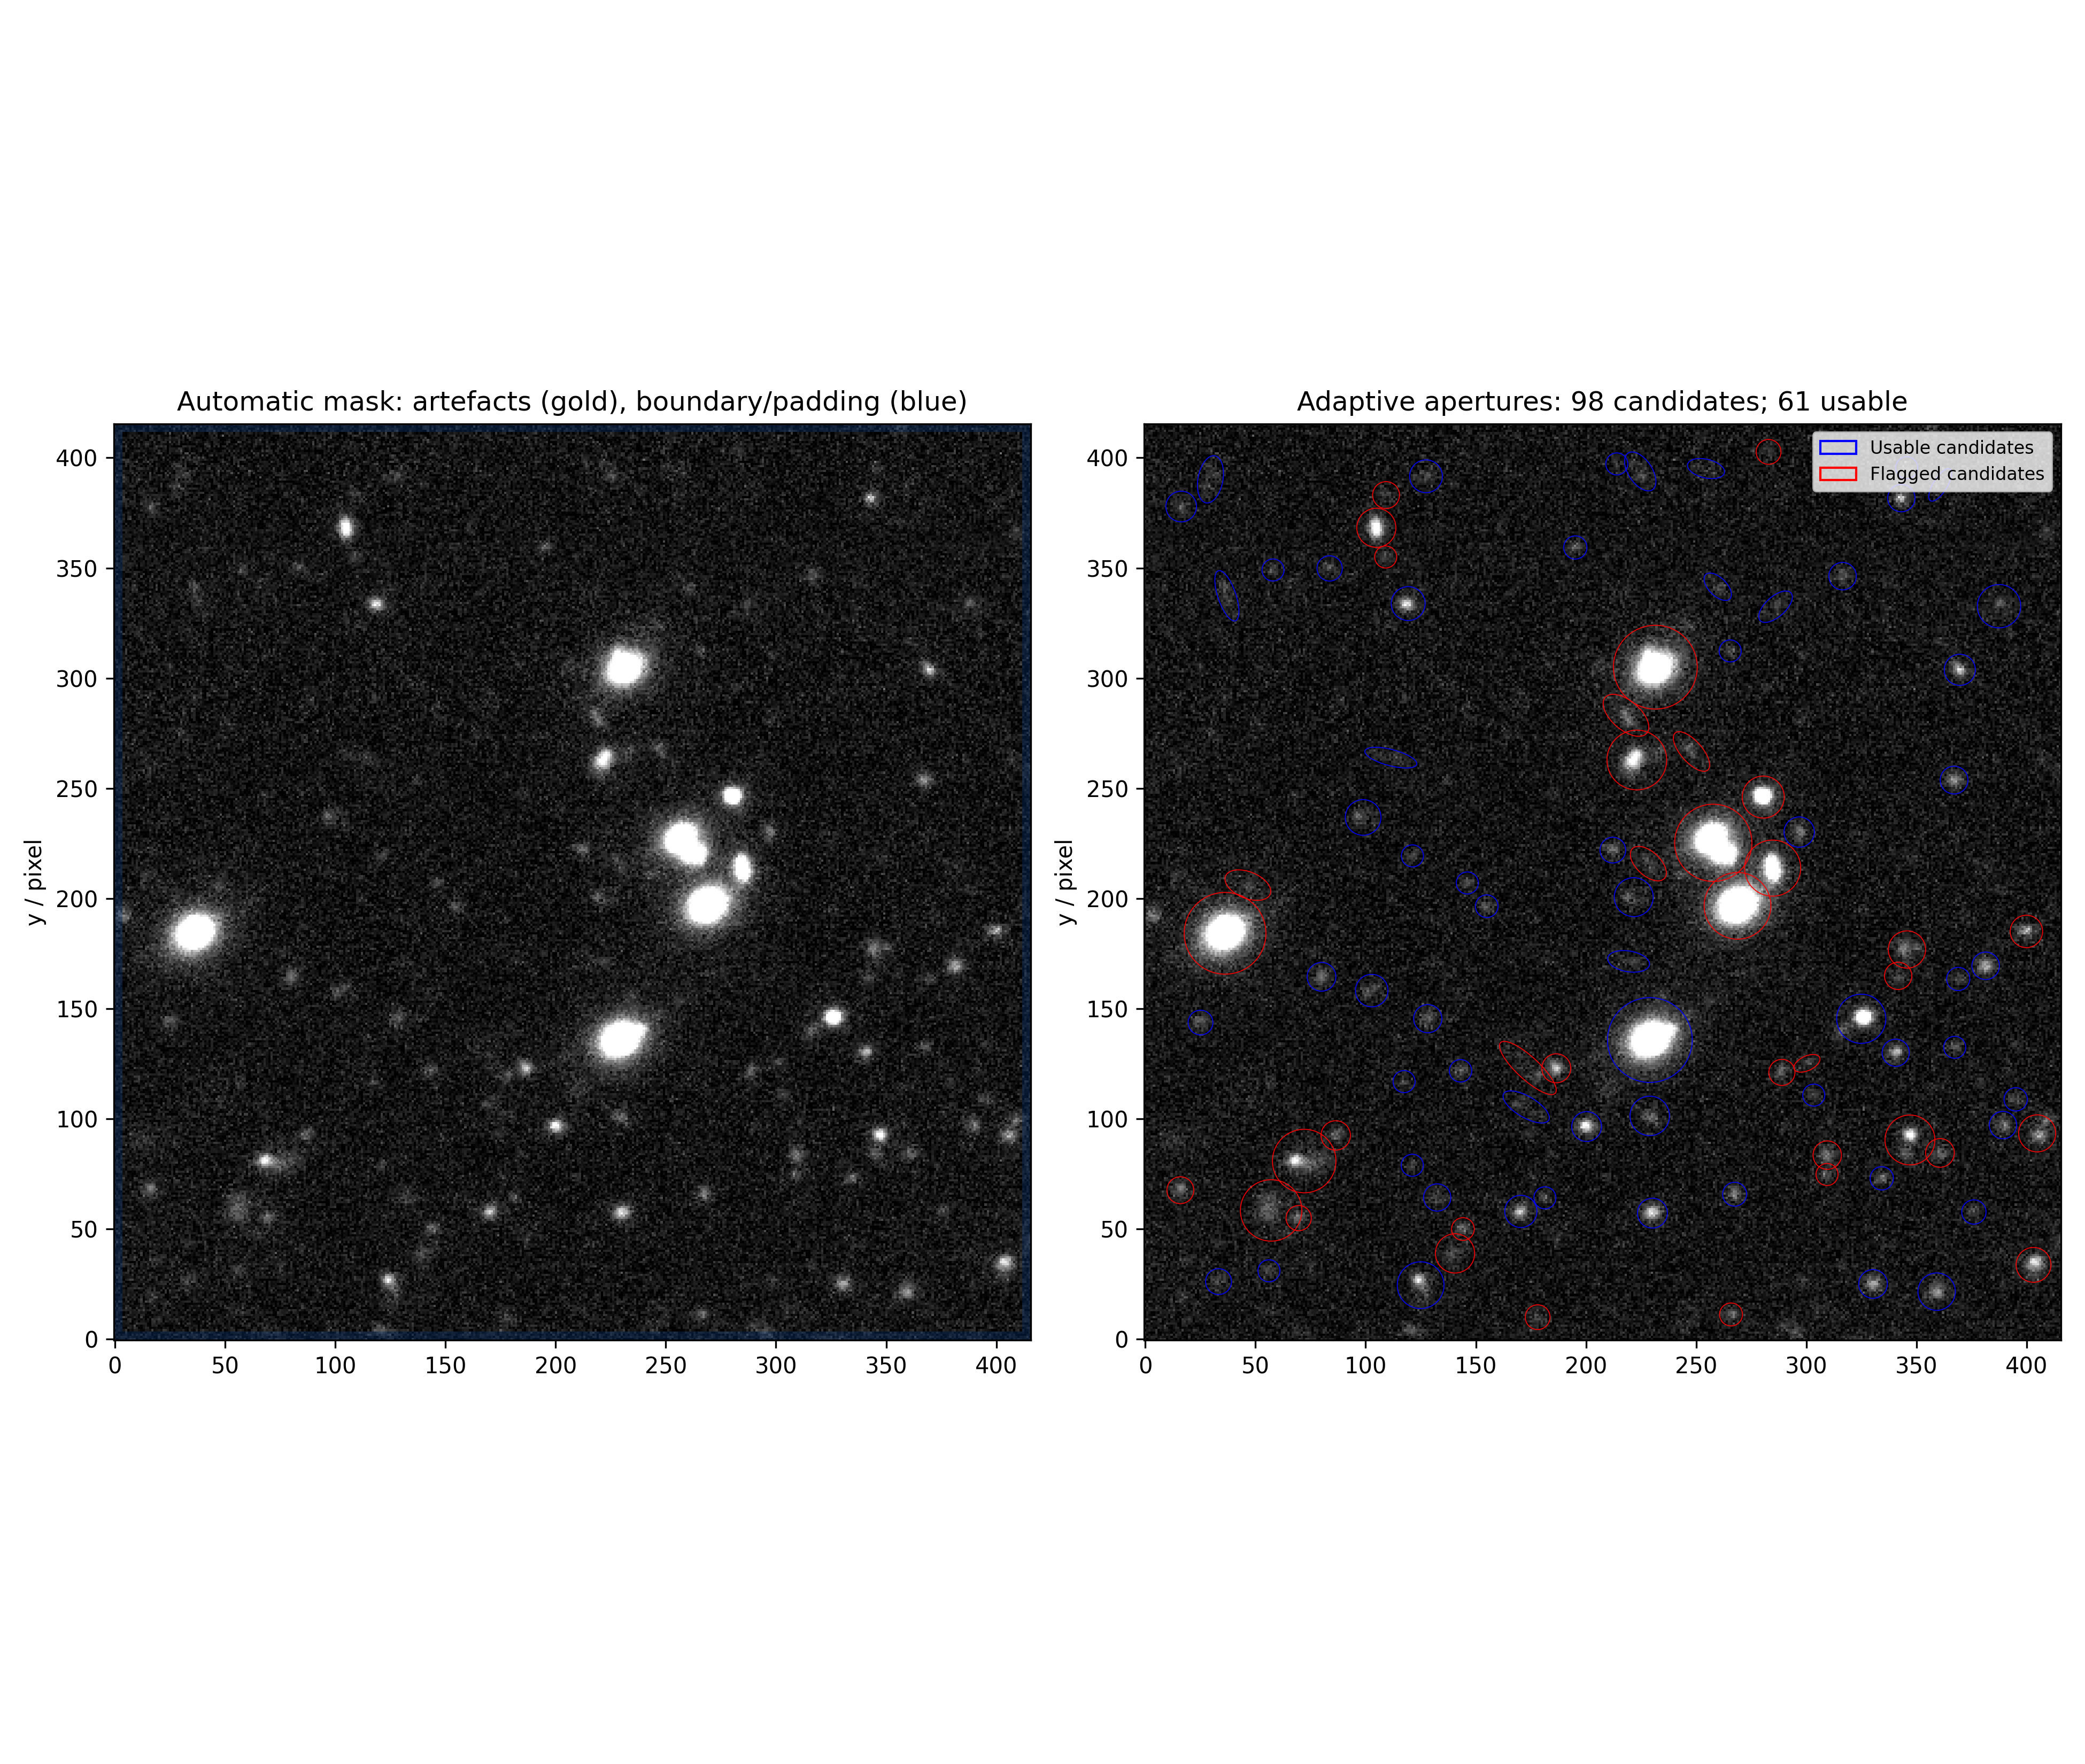 Automatic mask: artefacts (gold), boundary/padding (blue)
y / pixel
400
350
300
250
200
150
100
50
0
0 50 100 150 200 250 300 350 400
Adaptive apertures: 98 candidates; 61 usable
Usable candidates
Flagged candidates
y / pixel
400
350
300
250
200
150
100
50
0
0 50 100 150 200 250 300 350 400